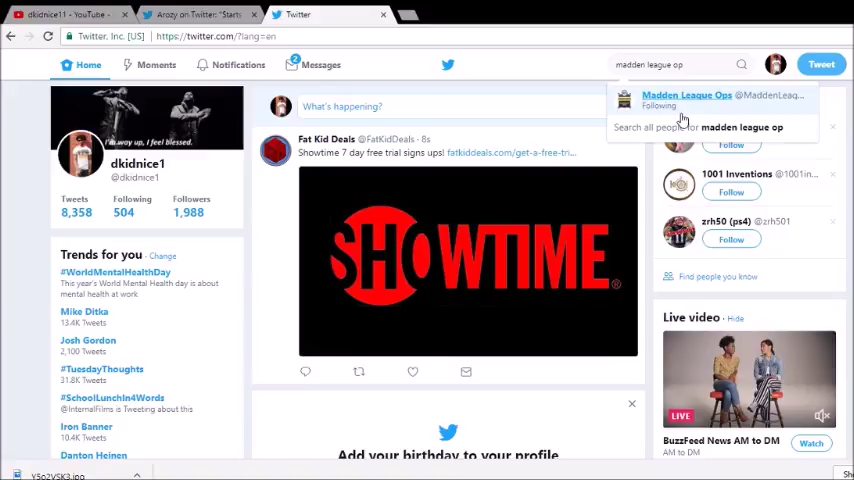 dkidnice11 - YouTube -
Arozy on Twitter: "Starts
Twitter
Twitter, Inc. [US]
https://twitter.com/?lang=en
Home
Moments
Notifications
2
Messages
madden league op
Tweet
Madden League Ops @MaddenLeaq...
Following
Search all people for madden league op
I'm way up, I feel blessed.
dkidnice1
@dkidnice1
Tweets Following Followers
8,358 504 1,988
Trends for you · Change
#WorldMentalHealthDay
This year's World Mental Health day is about
mental health at work
Mike Ditka
13.4K Tweets
Josh Gordon
2,100 Tweets
#TuesdayThoughts
31.8K Tweets
#SchoolLunchIn4Words
@InternalFilms is Tweeting about this
Iron Banner
10.4K Tweets
Danton Heinen
What's happening?
Fat Kid Deals @FatKidDeals · 8s
Showtime 7 day free trial signs ups! fatkiddeals.com/get-a-free-tri...
SHOWTIME
Add your birthday to your profile
Follow
1001 Inventions @1001in...
Follow
zrh50 (ps4) @zrh501
Follow
Find people you know
Live video · Hide
LIVE
BuzzFeed News AM to DM
AM to DM
Watch
Y5o2VSK3.jpg